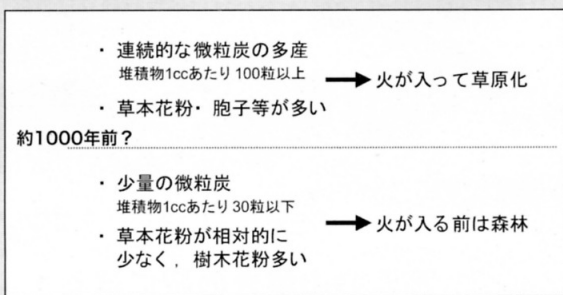 ・ 連続的な微粒炭の多産
堆積物1ccあたり 100粒以上
火が入って草原化
・ 草本花粉・ 胞子等が多い
約1000年前？
・ 少量の微粒炭
堆積物1ccあたり 30粒以下
火が入る前は森林
・ 草本花粉が相対的に
少なく，樹木花粉多い